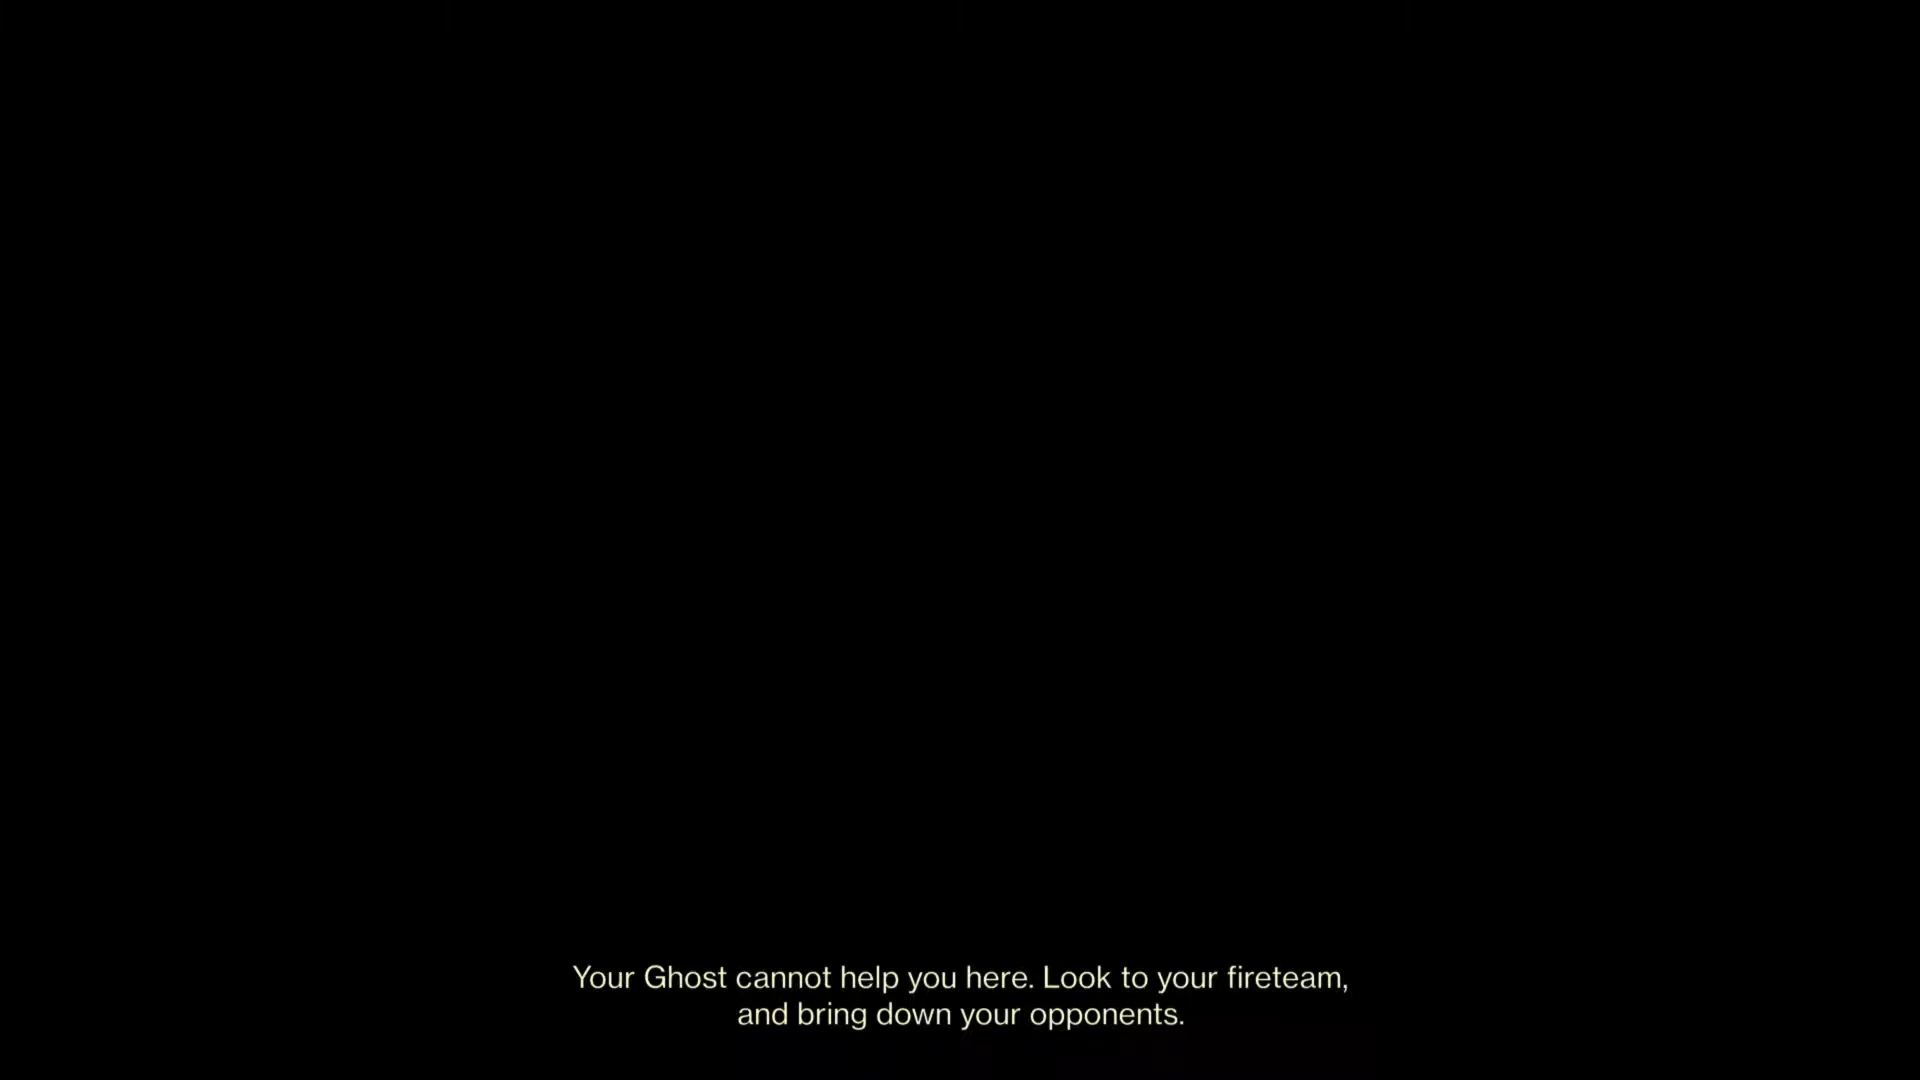 Your Ghost cannot help you here. Look to your fireteam,
and bring down your opponents.